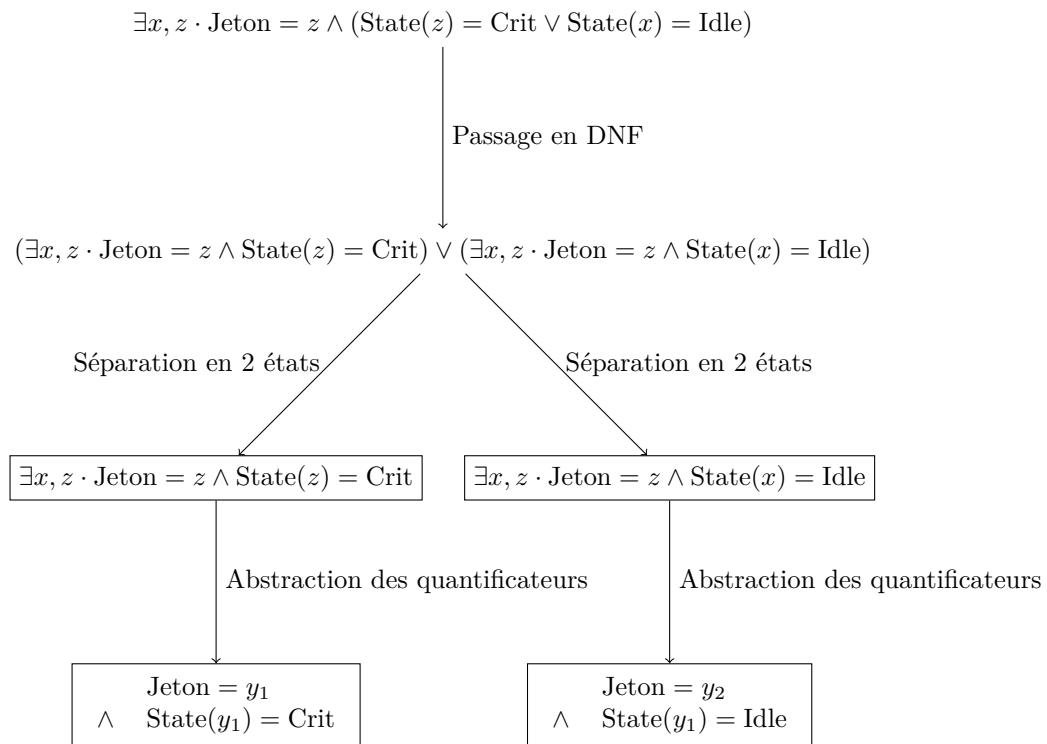 ∃x, z · Jeton = z ∧ (State(z) = Crit ∨ State(x) = Idle)
Passage en DNF
(∃x, z · Jeton = z ∧ State(z) = Crit) ∨ (∃x, z · Jeton = z ∧ State(x) = Idle)
Séparation en 2 états
Séparation en 2 états
∃x, z · Jeton = z ∧ State(z) = Crit
∃x, z · Jeton = z ∧ State(x) = Idle
Abstraction des quantificateurs
Abstraction des quantificateurs
Jeton = y₁
∧ State(y₁) = Crit
Jeton = y₂
∧ State(y₁) = Idle